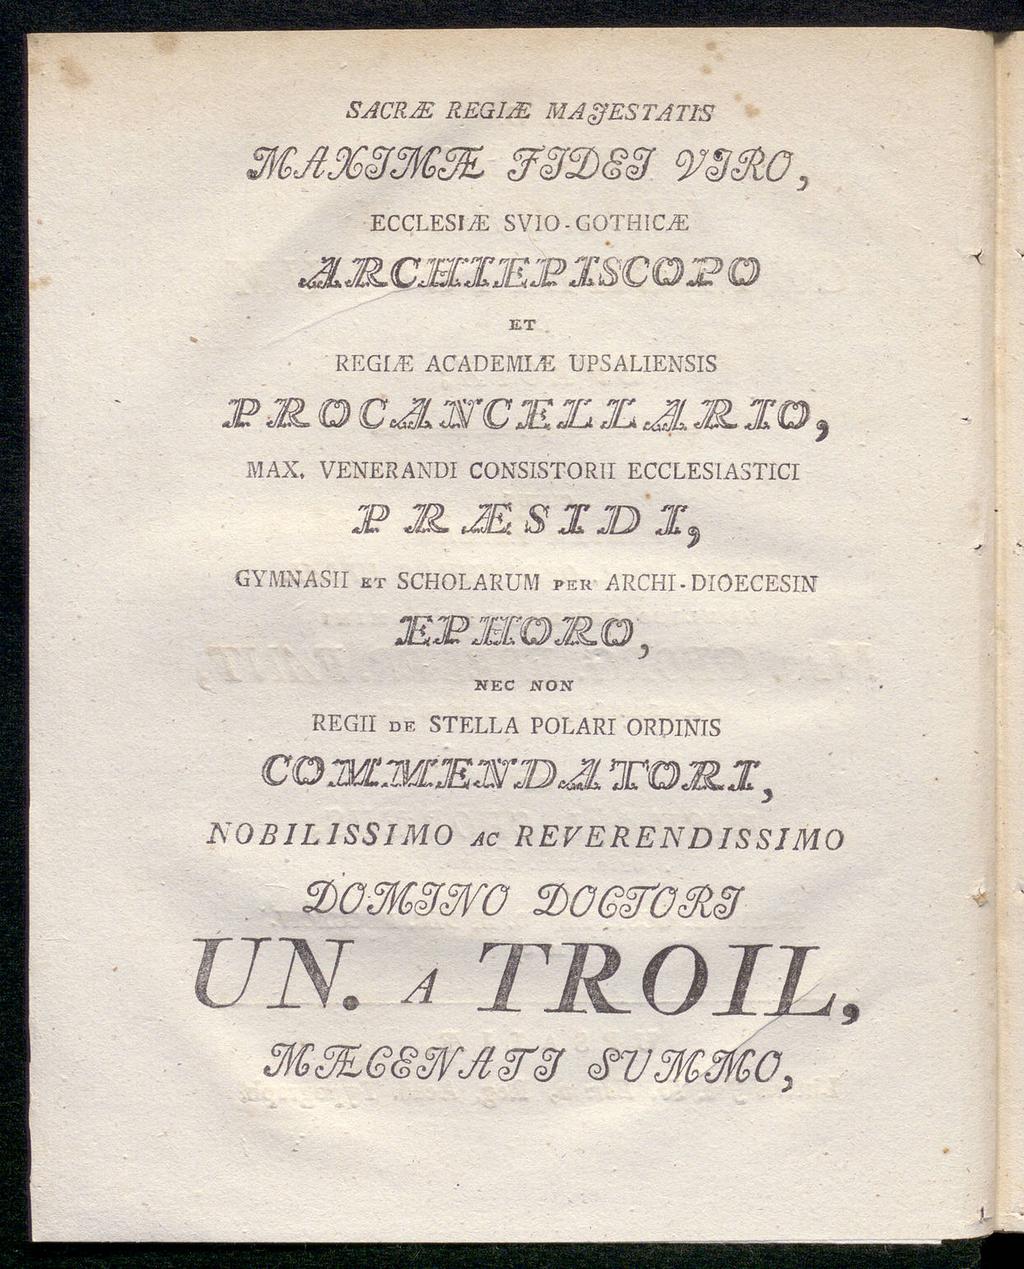 SACRÆ REGIÆ MAJESTATIS
MAXIMÆ FIDEI VIRO,
ECCLESIÆ SVIO-GOTHICÆ
ARCHIEPISCOPO
ET
REGIÆ ACADEMIÆ UPSALIENSIS
PROCANCELLARIO,
MAX. VENERANDI CONSISTORII ECCLESIASTICI
PRÆSIDI,
GYMNASII ET SCHOLARUM PER ARCHI-DIOECESIN
EPHORO,
NEC NON
REGII DE STELLA POLARI ORDINIS
COMMENDATORI,
NOBILISSIMO AC REVERENDISSIMO
DOMINO DOCTORI
UN. A TROIL,
MÆCENATI SUMMO,